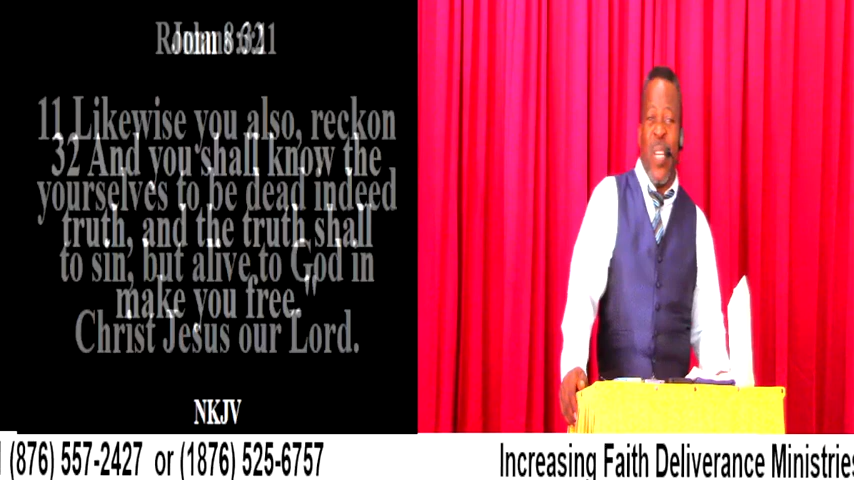 11 Likewise you also, reckon
32 And you shall know the
yourselves to be dead indeed
truth, and the truth shall
to sin, but alive to God in
make you free."
Christ Jesus our Lord.
NKJV
(876) 557-2427 or (1876) 525-6757
Increasing Faith Deliverance Ministries